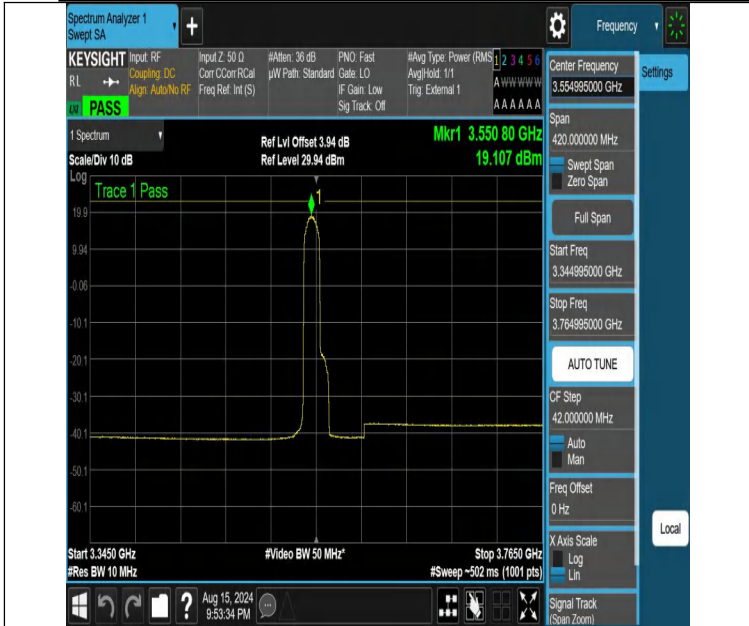 Spectrum Analyzer 1
Swept SA
+
Frequency
KEYSIGHT
RL
PASS
Input: RF
Coupling: DC
Align: Auto/No RF
Input Z: 50 Ω
Corr CCorr RCal
Freq Ref: Int (S)
#Atten: 36 dB
µW Path: Standard
PNO: Fast
Gate: LO
IF Gain: Low
Sig Track: Off
#Avg Type: Power (RMS
Avg|Hold: 1/1
Trig: External 1
1 2 3 4 5 6
A W W W W W
A A A A A A
1 Spectrum
Scale/Div 10 dB
Log
Ref Lvl Offset 3.94 dB
Ref Level 29.94 dBm
Mkr1 3.550 80 GHz
19.107 dBm
Trace 1 Pass
1
19.9
9.94
-0.06
-10.1
-20.1
-30.1
-40.1
-50.1
-60.1
Start 3.3450 GHz
#Res BW 10 MHz
#Video BW 50 MHz*
Stop 3.7650 GHz
#Sweep ~502 ms (1001 pts)
Aug 15, 2024
9:53:34 PM
?
Center Frequency
3.554995000 GHz
Settings
Span
420.000000 MHz
Swept Span
Zero Span
Full Span
Start Freq
3.344995000 GHz
Stop Freq
3.764995000 GHz
AUTO TUNE
CF Step
42.000000 MHz
Auto
Man
Freq Offset
0 Hz
X Axis Scale
Log
Lin
Local
Signal Track
(Span Zoom)